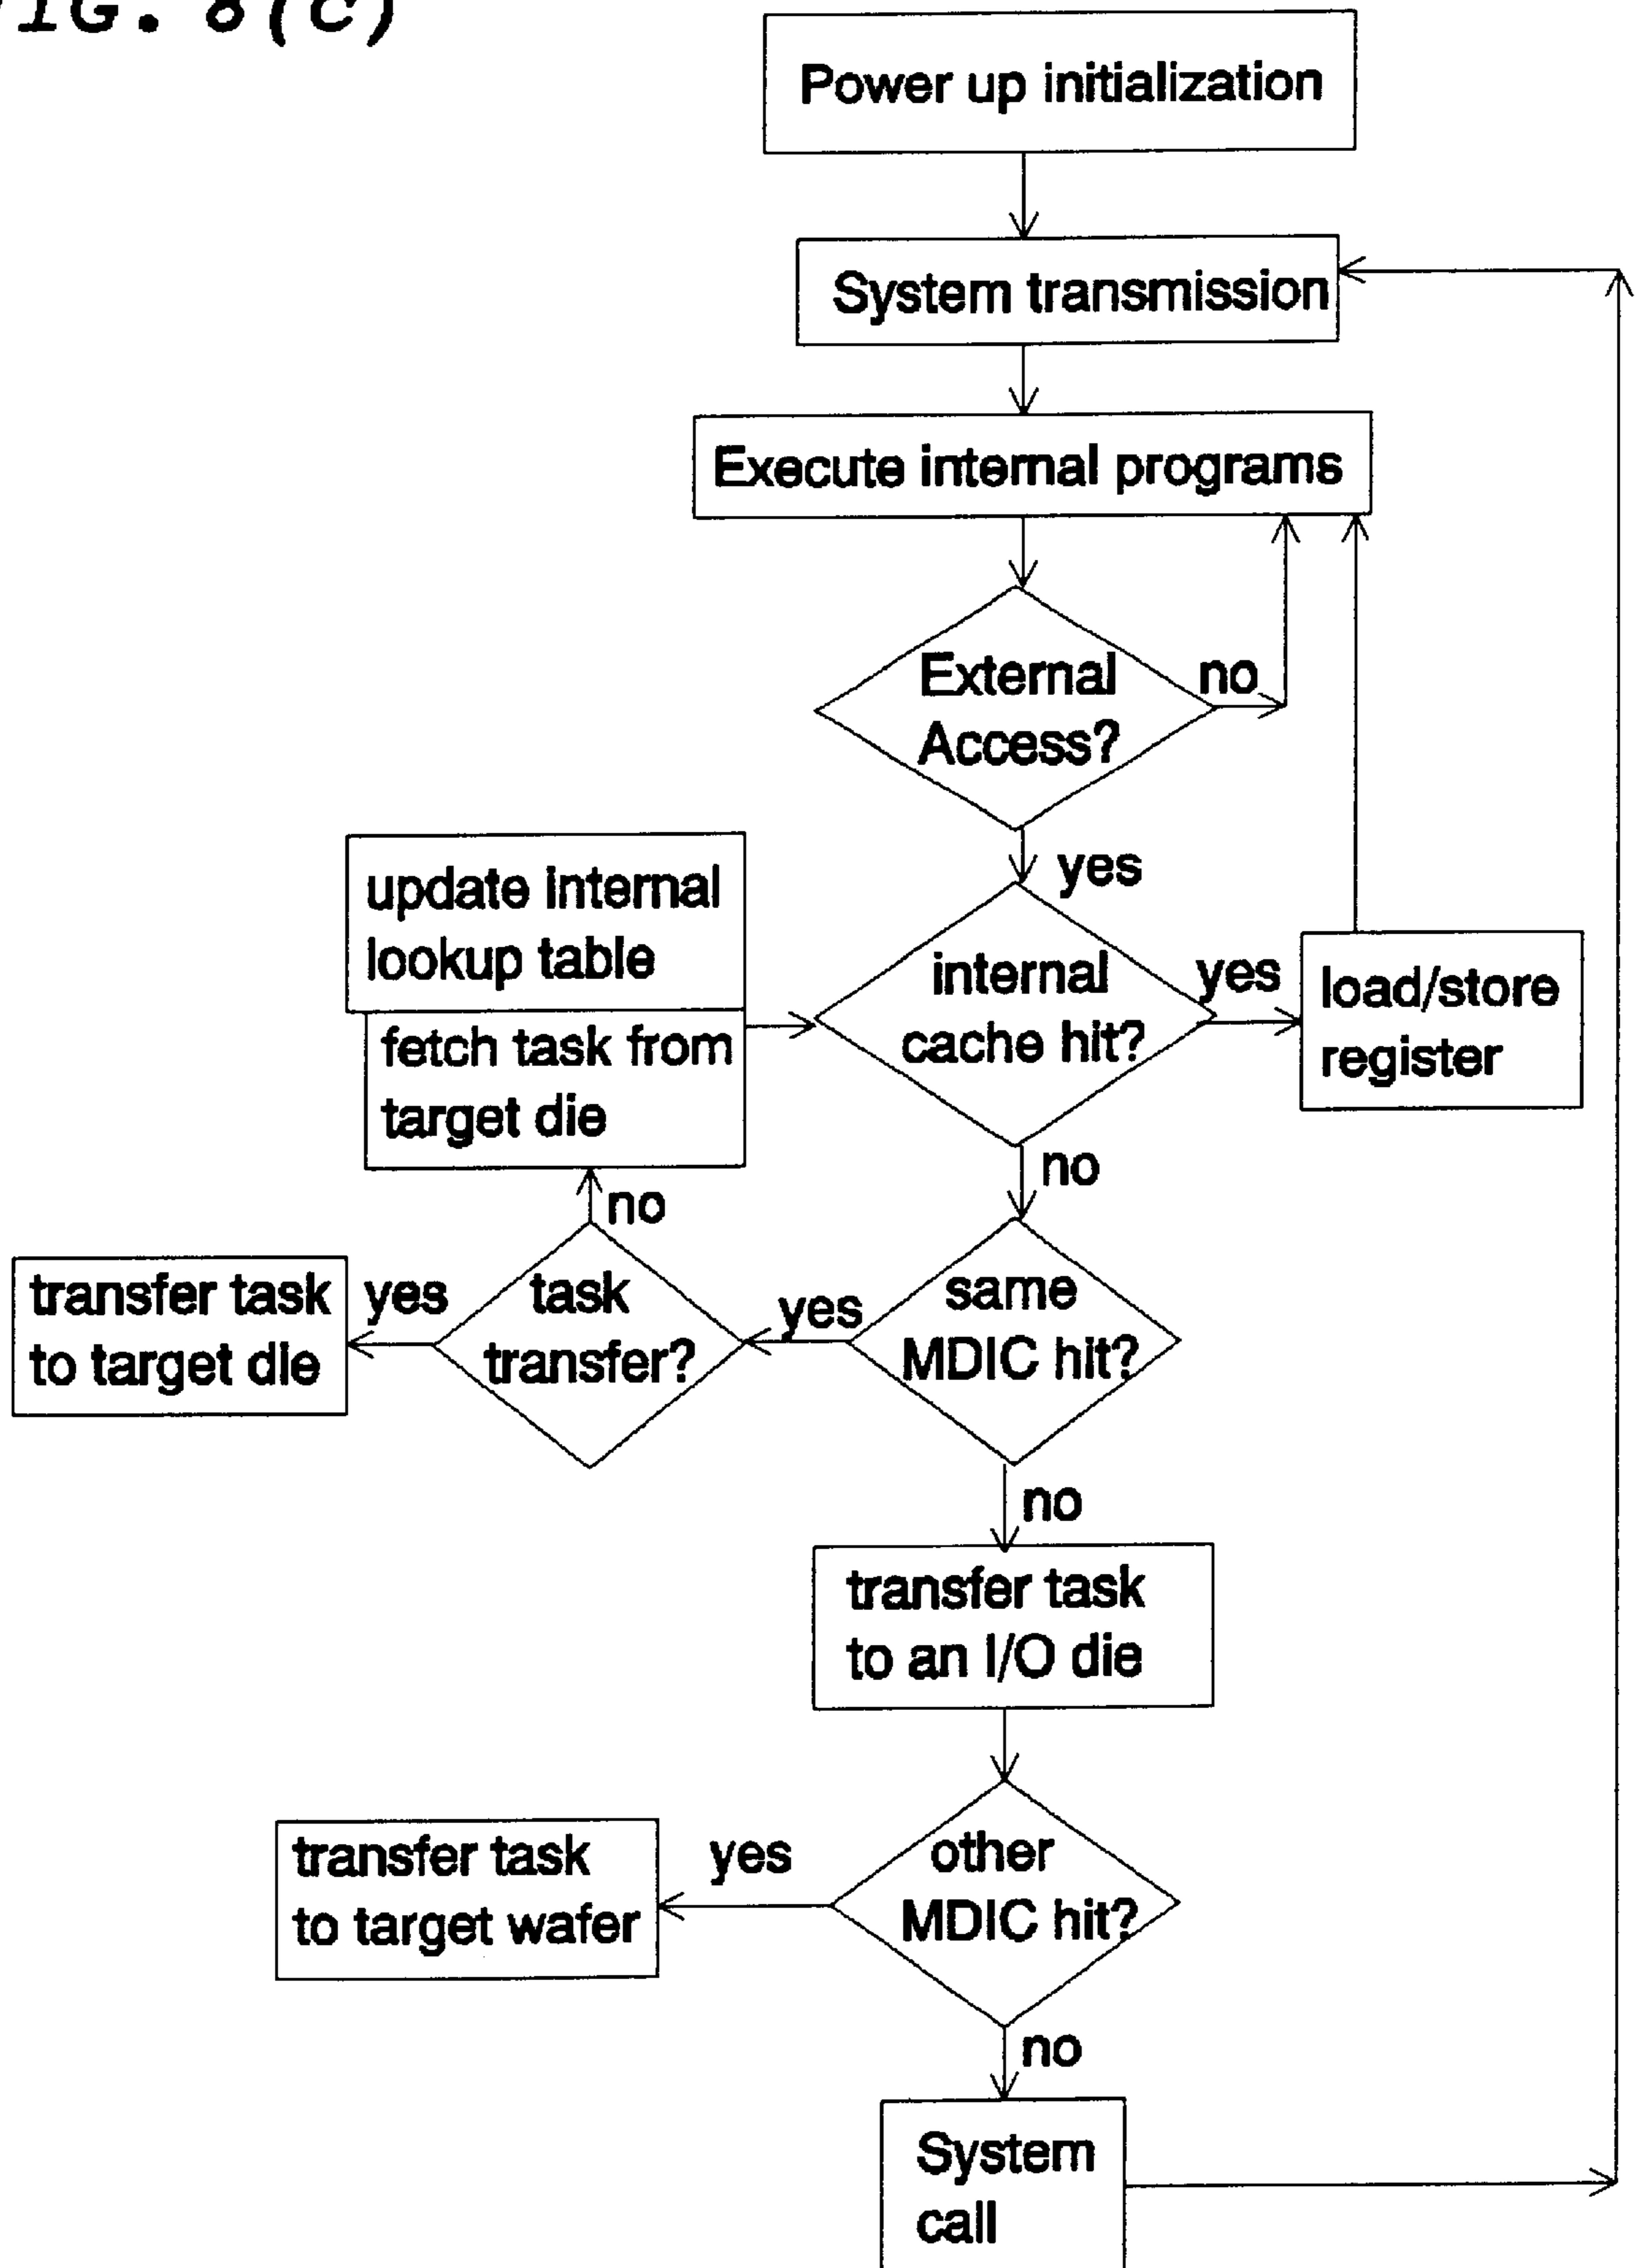 FIG. 8(C)
Power up initialization
System transmission
Execute internal programs
External
Access?
no
yes
update internal
lookup table
fetch task from
target die
internal
cache hit?
yes
load/store
register
no
no
transfer task
to target die
yes
task
transfer?
yes
same
MDIC hit?
no
transfer task
to an I/O die
transfer task
to target wafer
yes
other
MDIC hit?
no
System
call